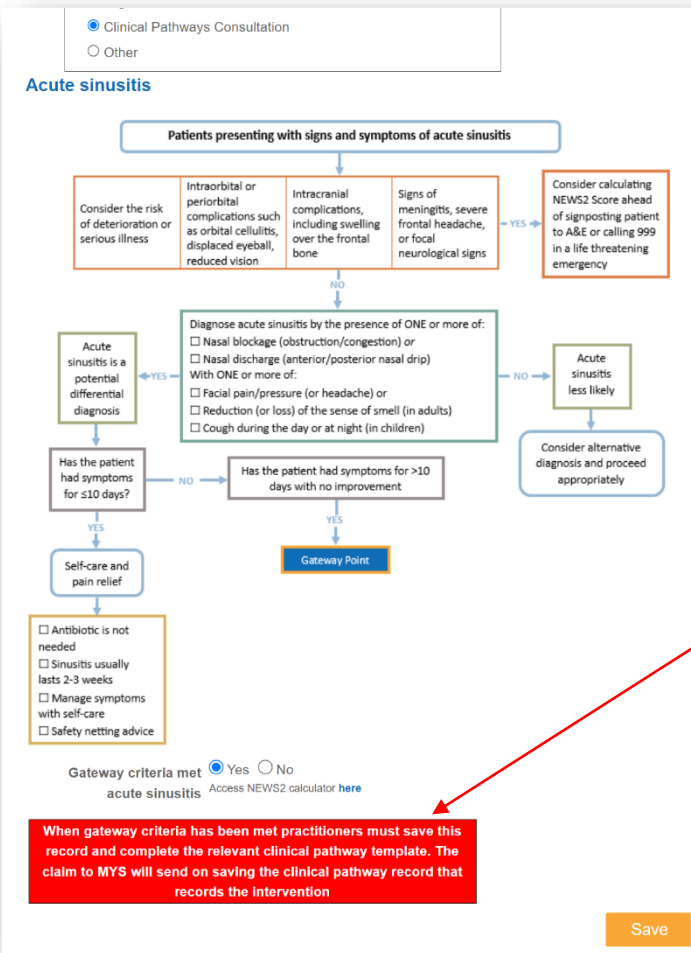 Clinical Pathways Consultation
Other
Acute sinusitis
Patients presenting with signs and symptoms of acute sinusitis
Consider the risk
of deterioration or
serious illness
Intraorbital or
periorbital
complications such
as orbital cellulitis,
displaced eyeball,
reduced vision
Intracranial
complications,
including swelling
over the frontal
bone
Signs of
meningitis, severe
frontal headache,
or focal
neurological signs
YES
Consider calculating
NEWS2 Score ahead
of signposting patient
to A&E or calling 999
in a life threatening
emergency
NO
Diagnose acute sinusitis by the presence of ONE or more of:
☐ Nasal blockage (obstruction/congestion) or
☐ Nasal discharge (anterior/posterior nasal drip)
With ONE or more of:
☐ Facial pain/pressure (or headache) or
☐ Reduction (or loss) of the sense of smell (in adults)
☐ Cough during the day or at night (in children)
YES
Acute
sinusitis is a
potential
differential
diagnosis
NO
Acute
sinusitis
less likely
Consider alternative
diagnosis and proceed
appropriately
Has the patient
had symptoms
for ≤10 days?
NO
Has the patient had symptoms for >10
days with no improvement
YES
Gateway Point
YES
Self-care and
pain relief
☐ Antibiotic is not
needed
☐ Sinusitis usually
lasts 2-3 weeks
☐ Manage symptoms
with self-care
☐ Safety netting advice
Gateway criteria met
acute sinusitis
Yes No
Access NEWS2 calculator here
When gateway criteria has been met practitioners must save this
record and complete the relevant clinical pathway template. The
claim to MYS will send on saving the clinical pathway record that
records the intervention
Save